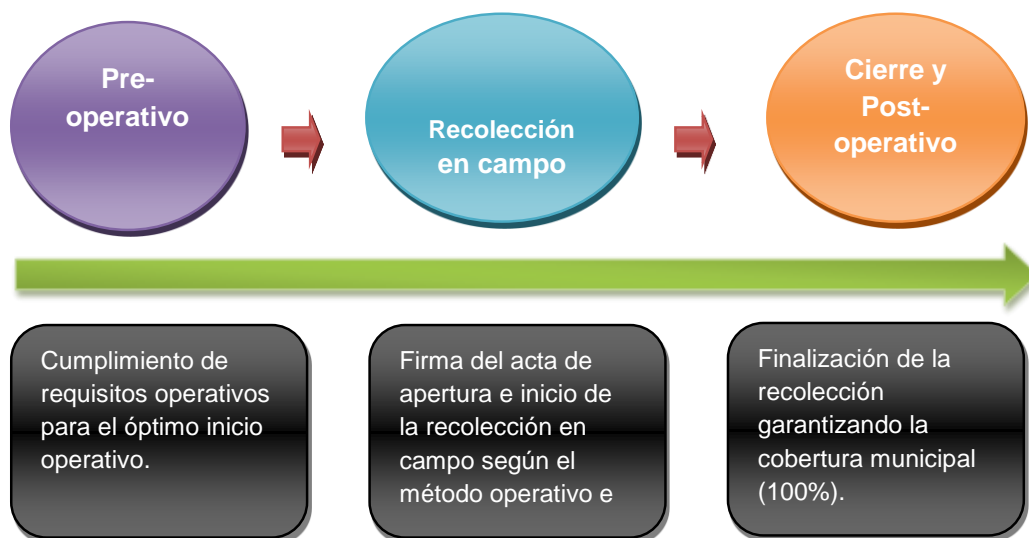 Pre-
operativo
Recolección
en campo
Cierre y
Post-
operativo
Cumplimiento de
requisitos operativos
para el óptimo inicio
operativo.
Firma del acta de
apertura e inicio de
la recolección en
campo según el
método operativo e
Finalización de la
recolección
garantizando la
cobertura municipal
(100%).